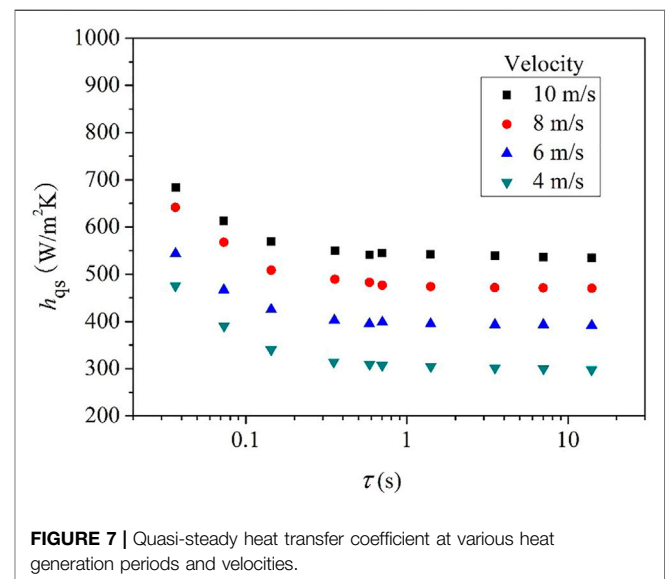 1000
900
800
700
600
500
400
300
200
h_qs (W/m²K)
Velocity
10 m/s
8 m/s
6 m/s
4 m/s
0.1 1 10
τ (s)
FIGURE 7 | Quasi-steady heat transfer coefficient at various heat
generation periods and velocities.